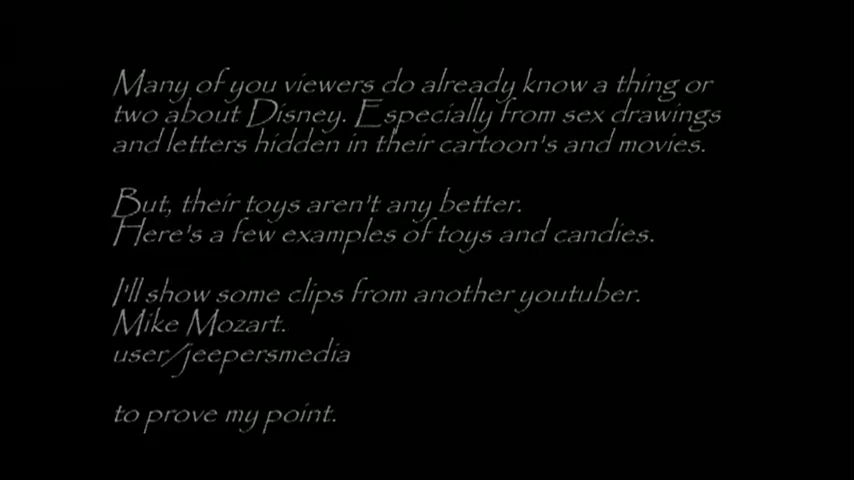 Many of you viewers do already know a thing or
two about Disney. Especially from sex drawings
and letters hidden in their cartoon's and movies.
But, their toys aren't any better.
Here's a few examples of toys and candies.
I'll show some clips from another youtuber.
Mike Mozart.
user/jeepersmedia
to prove my point.